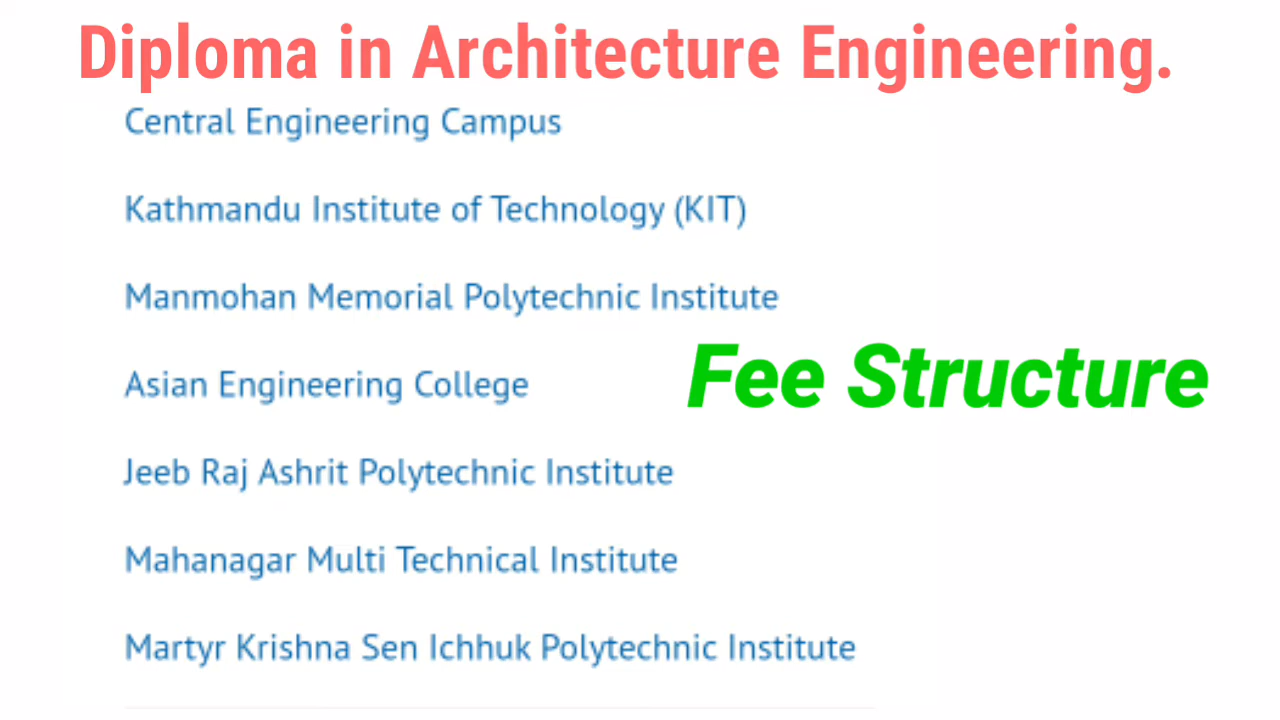 Diploma in Architecture Engineering.
Central Engineering Campus
Kathmandu Institute of Technology (KIT)
Manmohan Memorial Polytechnic Institute
Asian Engineering College
Fee Structure
Jeeb Raj Ashrit Polytechnic Institute
Mahanagar Multi Technical Institute
Martyr Krishna Sen Ichhuk Polytechnic Institute